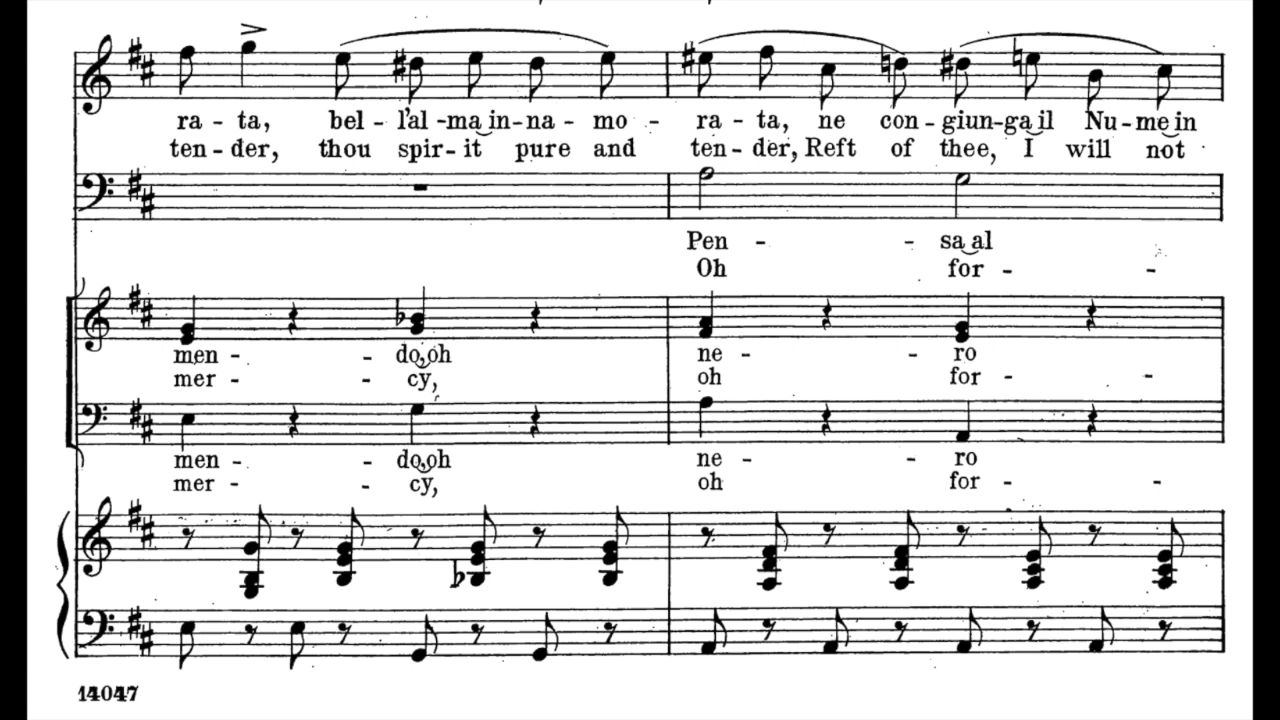 ra - ta, bel - l'al - ma in - na - mo - ra - ta, ne con - giun - ga il Nu - me in
ten - der, thou spir - it pure and ten - der, Reft of thee, I will not
Pen - - sa al
Oh for - -
men - - do, oh ne - - ro
mer - - cy, oh for - -
men - - do, oh ne - - ro
mer - - cy, oh for - -
14047